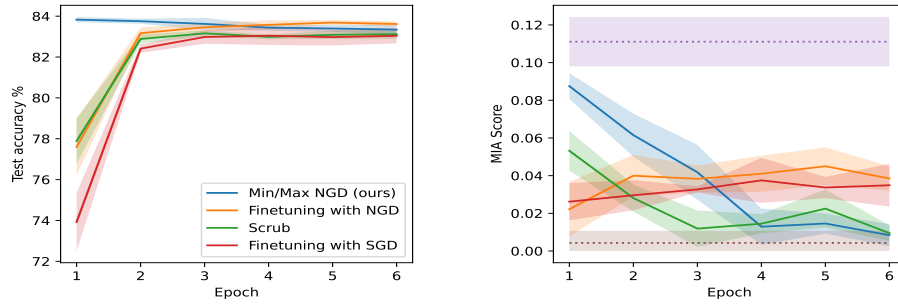 84
82
80
78
76
74
72
Test accuracy %
1 2 3 4 5 6
Epoch
Min/Max NGD (ours)
Finetuning with NGD
Scrub
Finetuning with SGD
0.12
0.10
0.08
0.06
0.04
0.02
0.00
MIA Score
1 2 3 4 5 6
Epoch